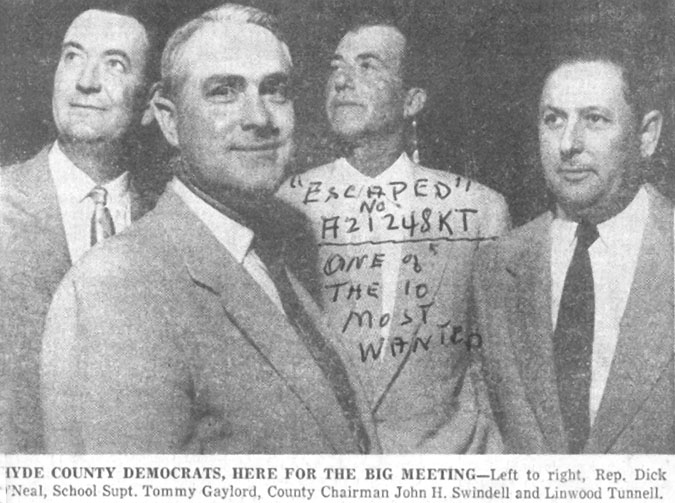 "ESCAPED"
No.
A21248KT
ONE of
THE 10
MOST
WANTED
HYDE COUNTY DEMOCRATS, HERE FOR THE BIG MEETING—Left to right, Rep. Dick
O'Neal, School Supt. Tommy Gaylord, County Chairman John H. Swindell and Linwood Tunnell.